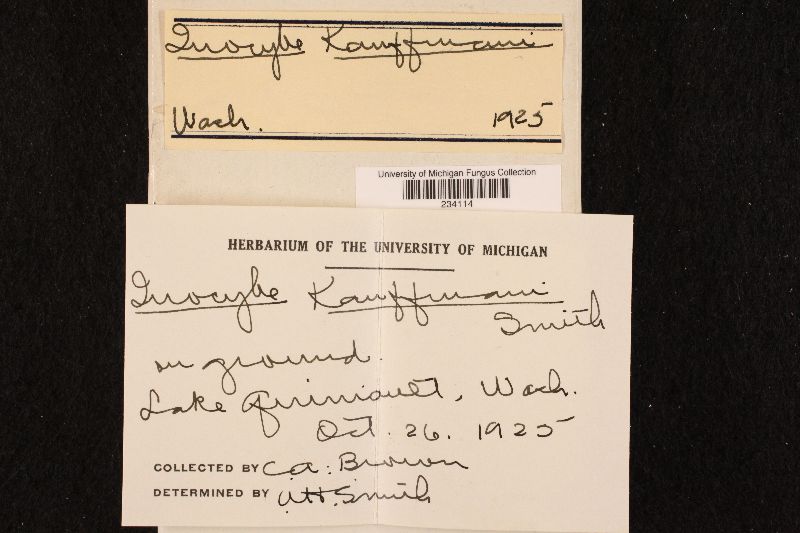 Inocybe Kauffmani
Wash. 1925
University of Michigan Fungus Collection
234114
HERBARIUM OF THE UNIVERSITY OF MICHIGAN
Inocybe Kauffmani
Smith
on ground.
Lake Quiniault, Wash.
Oct. 26. 1925
COLLECTED BY C.A. Brown
DETERMINED BY A.H. Smith